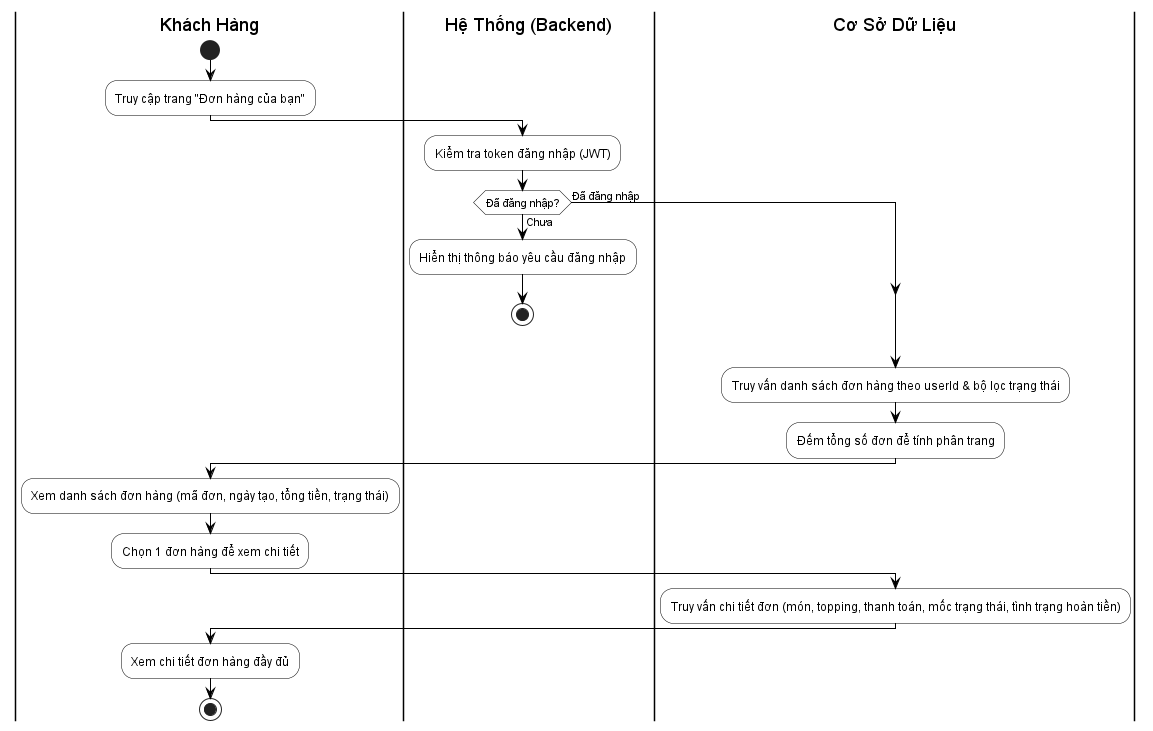 Khách Hàng
Hệ Thống (Backend)
Cơ Sở Dữ Liệu
Truy cập trang "Đơn hàng của bạn"
Kiểm tra token đăng nhập (JWT)
Đã đăng nhập?
Đã đăng nhập
Chưa
Hiển thị thông báo yêu cầu đăng nhập
Truy vấn danh sách đơn hàng theo userId & bộ lọc trạng thái
Đếm tổng số đơn để tính phân trang
Xem danh sách đơn hàng (mã đơn, ngày tạo, tổng tiền, trạng thái)
Chọn 1 đơn hàng để xem chi tiết
Truy vấn chi tiết đơn (món, topping, thanh toán, mốc trạng thái, tình trạng hoàn tiền)
Xem chi tiết đơn hàng đầy đủ